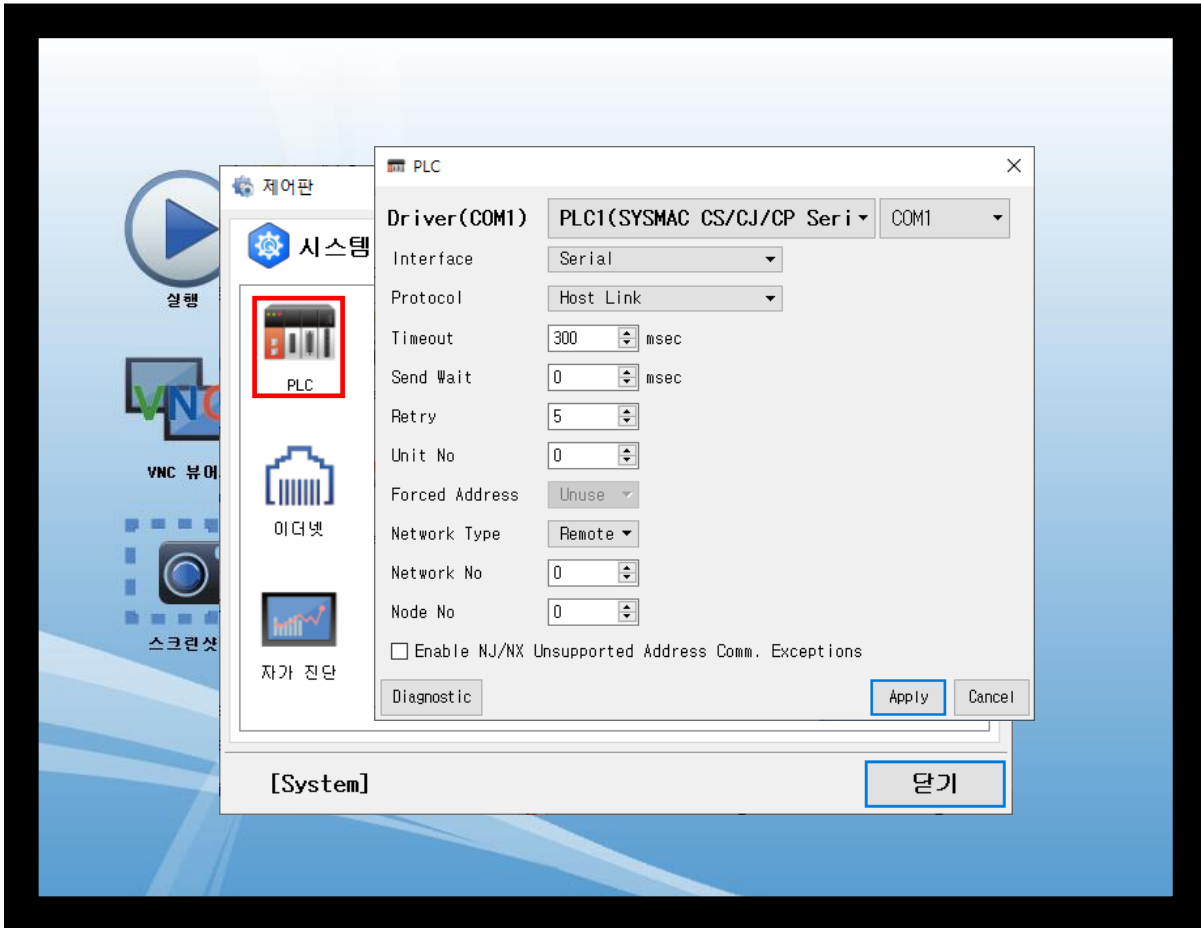 PLC
제어판
Driver(COM1) PLC1(SYSMAC CS/CJ/CP Seri COM1
시스템
Interface Serial
Protocol Host Link
실행
Timeout 300 msec
PLC
Send Wait 0 msec
Retry 5
VNC
Unit No 0
VNC 뷰어
Forced Address Unuse
이더넷
Network Type Remote
Network No 0
Node No 0
스크린샷
Enable NJ/NX Unsupported Address Comm. Exceptions
자가 진단
Diagnostic Apply Cancel
[System] 닫기